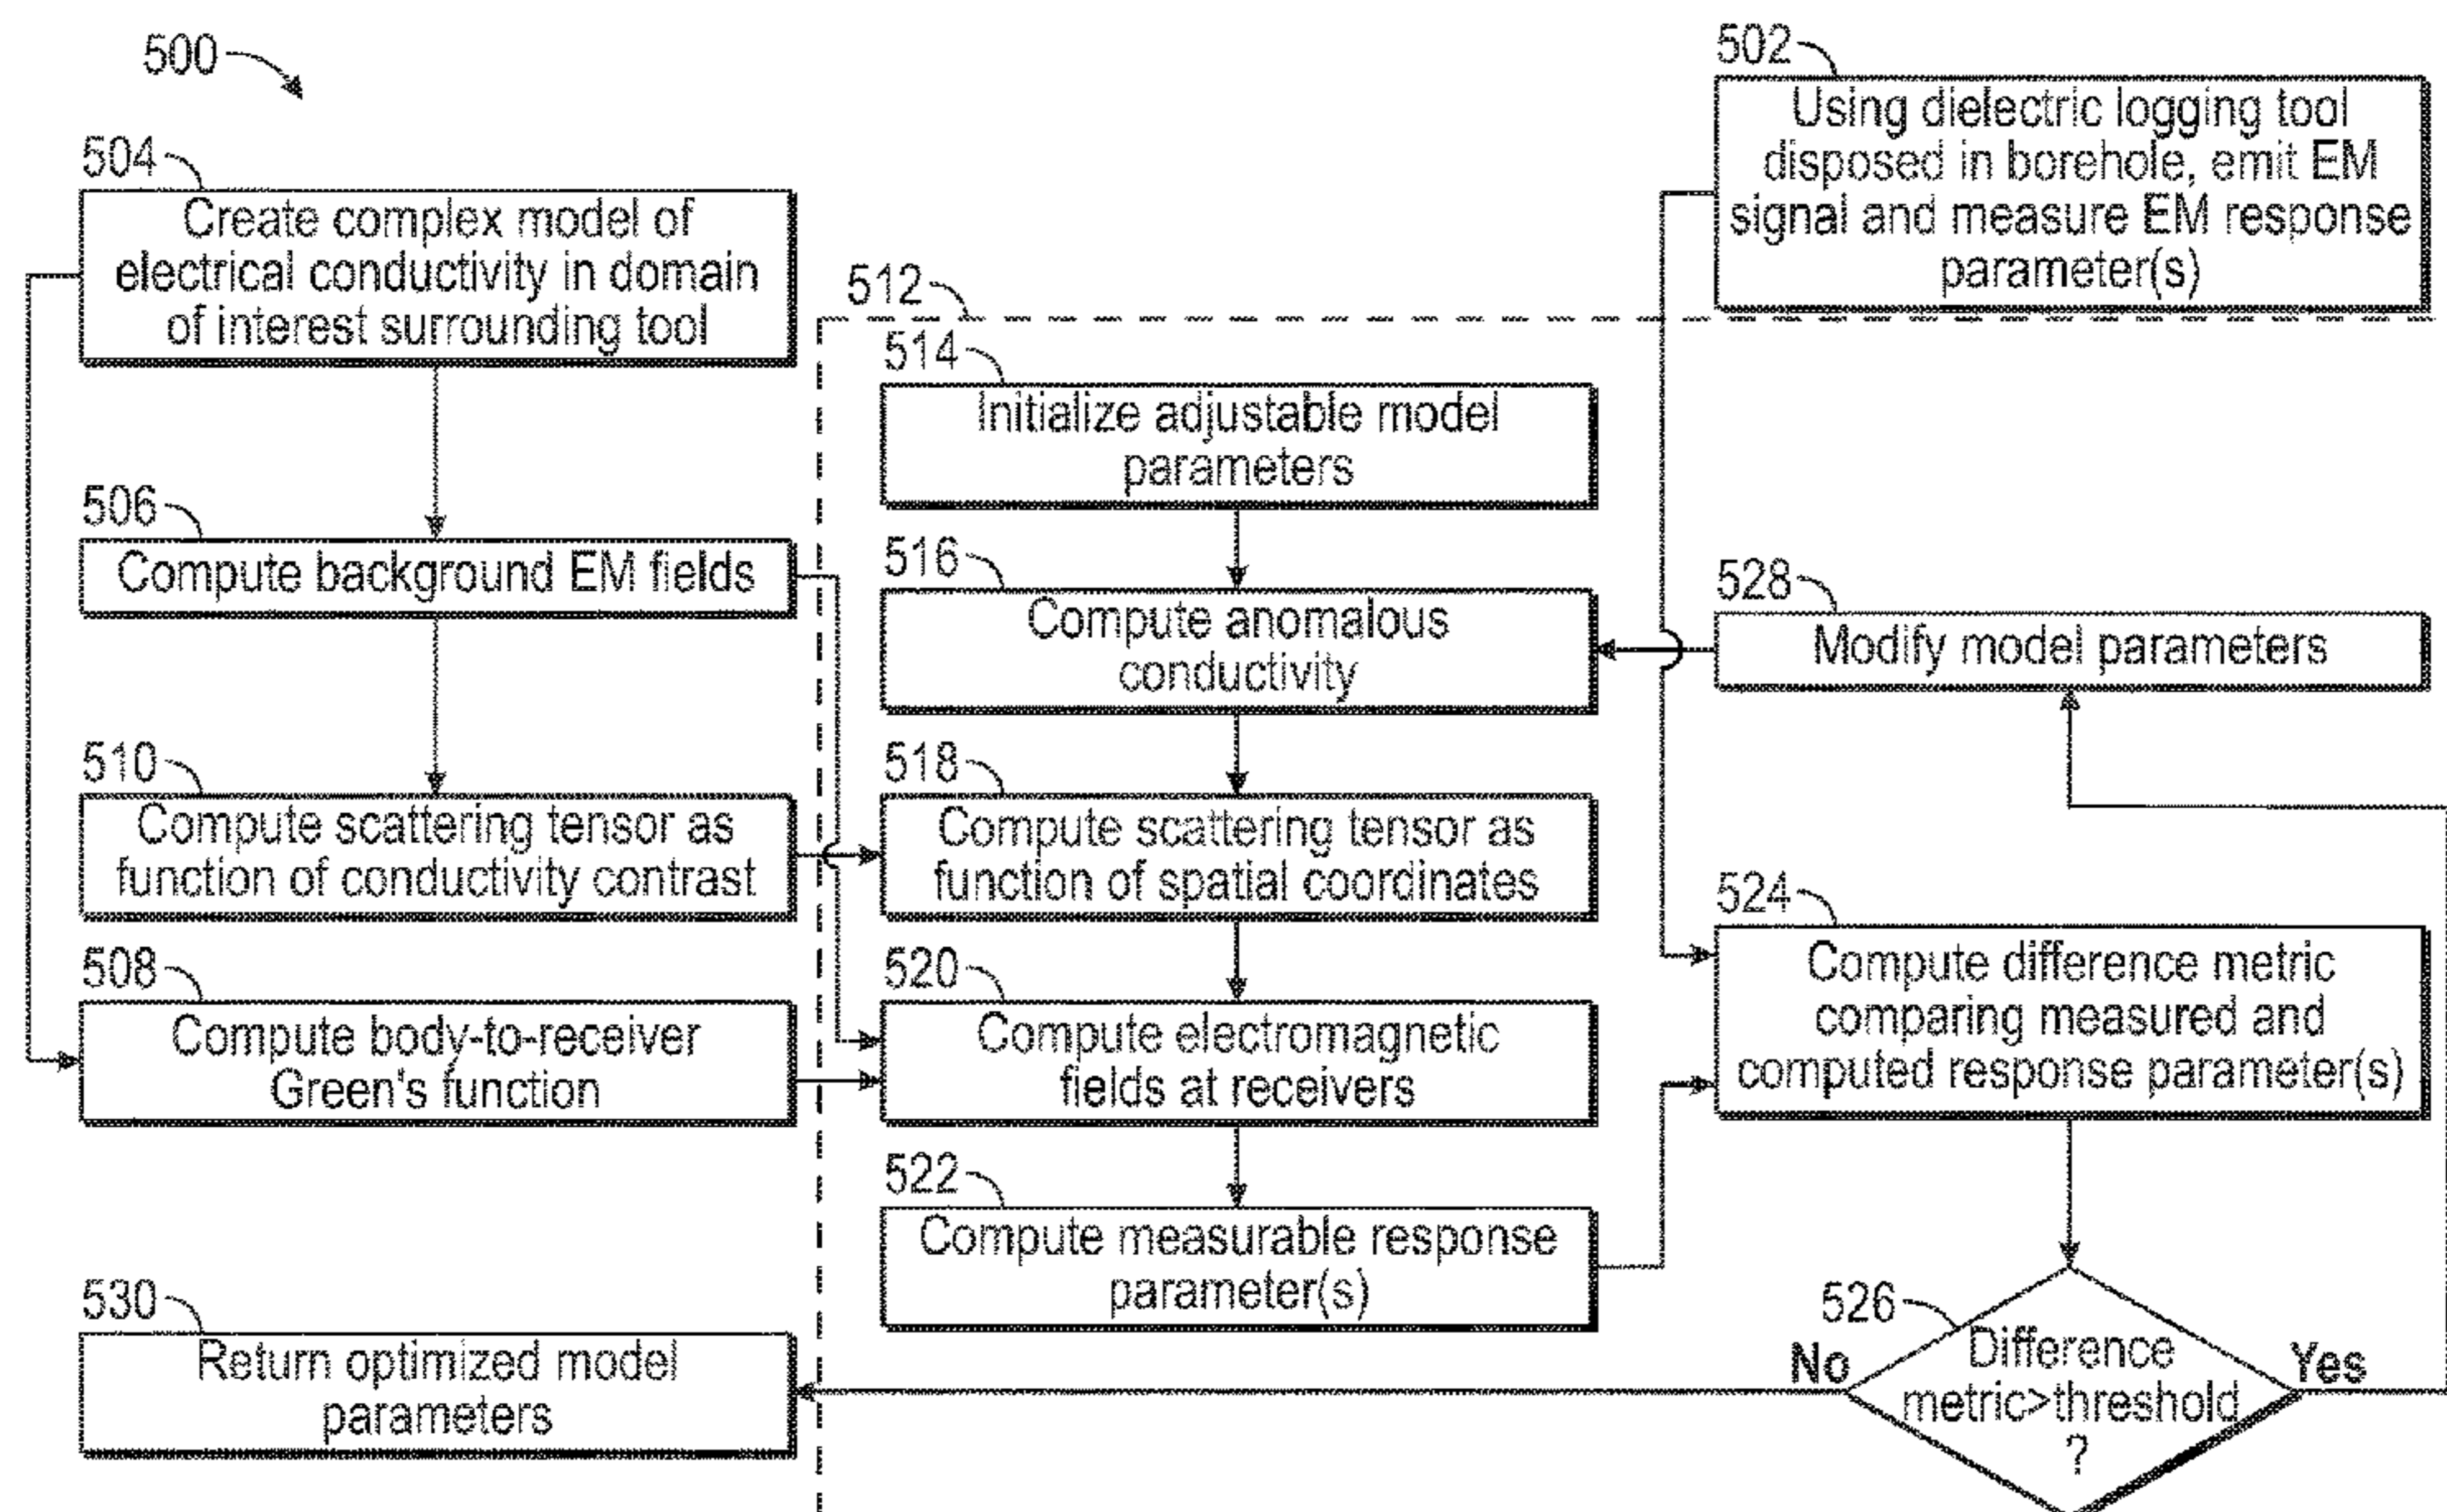 500
502
Using dielectric logging tool
disposed in borehole, emit EM
signal and measure EM response
parameter(s)
504
Create complex model of
electrical conductivity in domain
of interest surrounding tool
512
514
Initialize adjustable model
parameters
506
Compute background EM fields
516
Compute anomalous
conductivity
528
Modify model parameters
510
Compute scattering tensor as
function of conductivity contrast
518
Compute scattering tensor as
function of spatial coordinates
524
Compute difference metric
comparing measured and
computed response parameter(s)
508
Compute body-to-receiver
Green's function
520
Compute electromagnetic
fields at receivers
522
Compute measurable response
parameter(s)
526
Difference
metric>threshold
?
No
Yes
530
Return optimized model
parameters